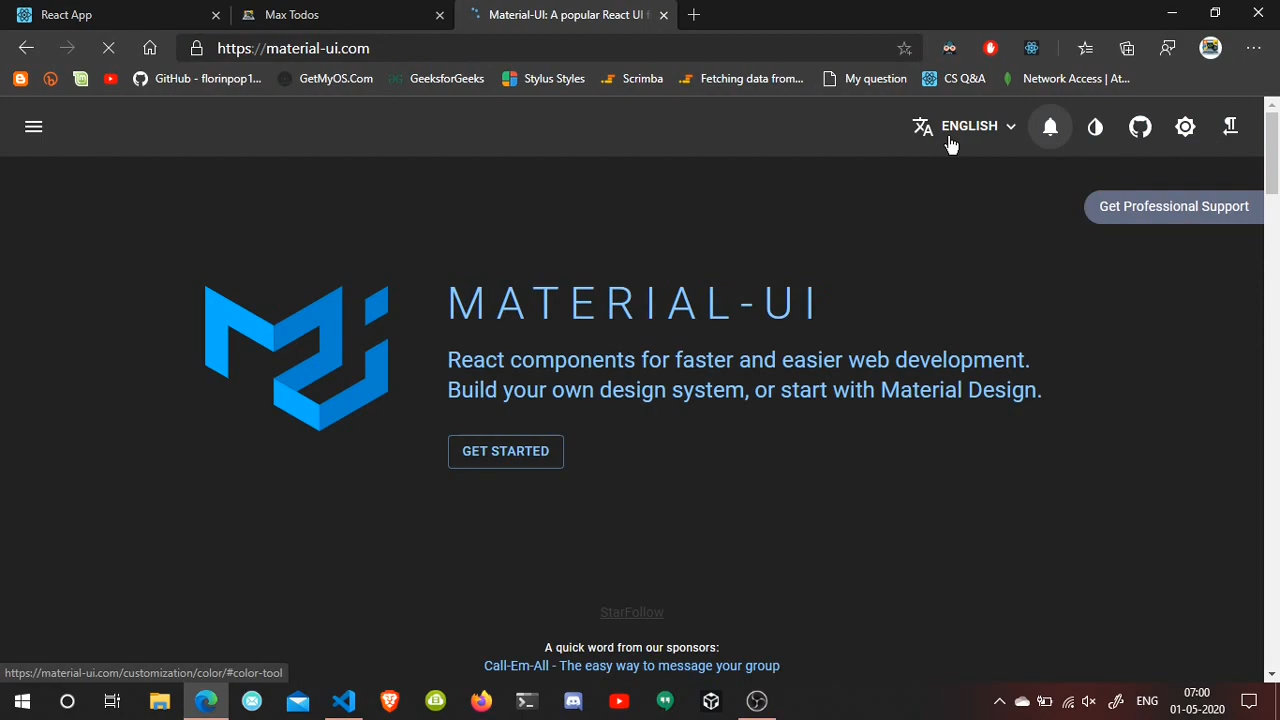 React App
Max Todos
Material-UI: A popular React UI f
https://material-ui.com
GitHub - florinpop1...
GetMyOS.Com
GeeksforGeeks
Stylus Styles
Scrimba
Fetching data from...
My question
CS Q&A
Network Access | At...
ENGLISH
Get Professional Support
MATERIAL-UI
React components for faster and easier web development.
Build your own design system, or start with Material Design.
GET STARTED
StarFollow
A quick word from our sponsors:
Call-Em-All - The easy way to message your group
https://material-ui.com/customization/color/#color-tool
ENG
07:00
01-05-2020